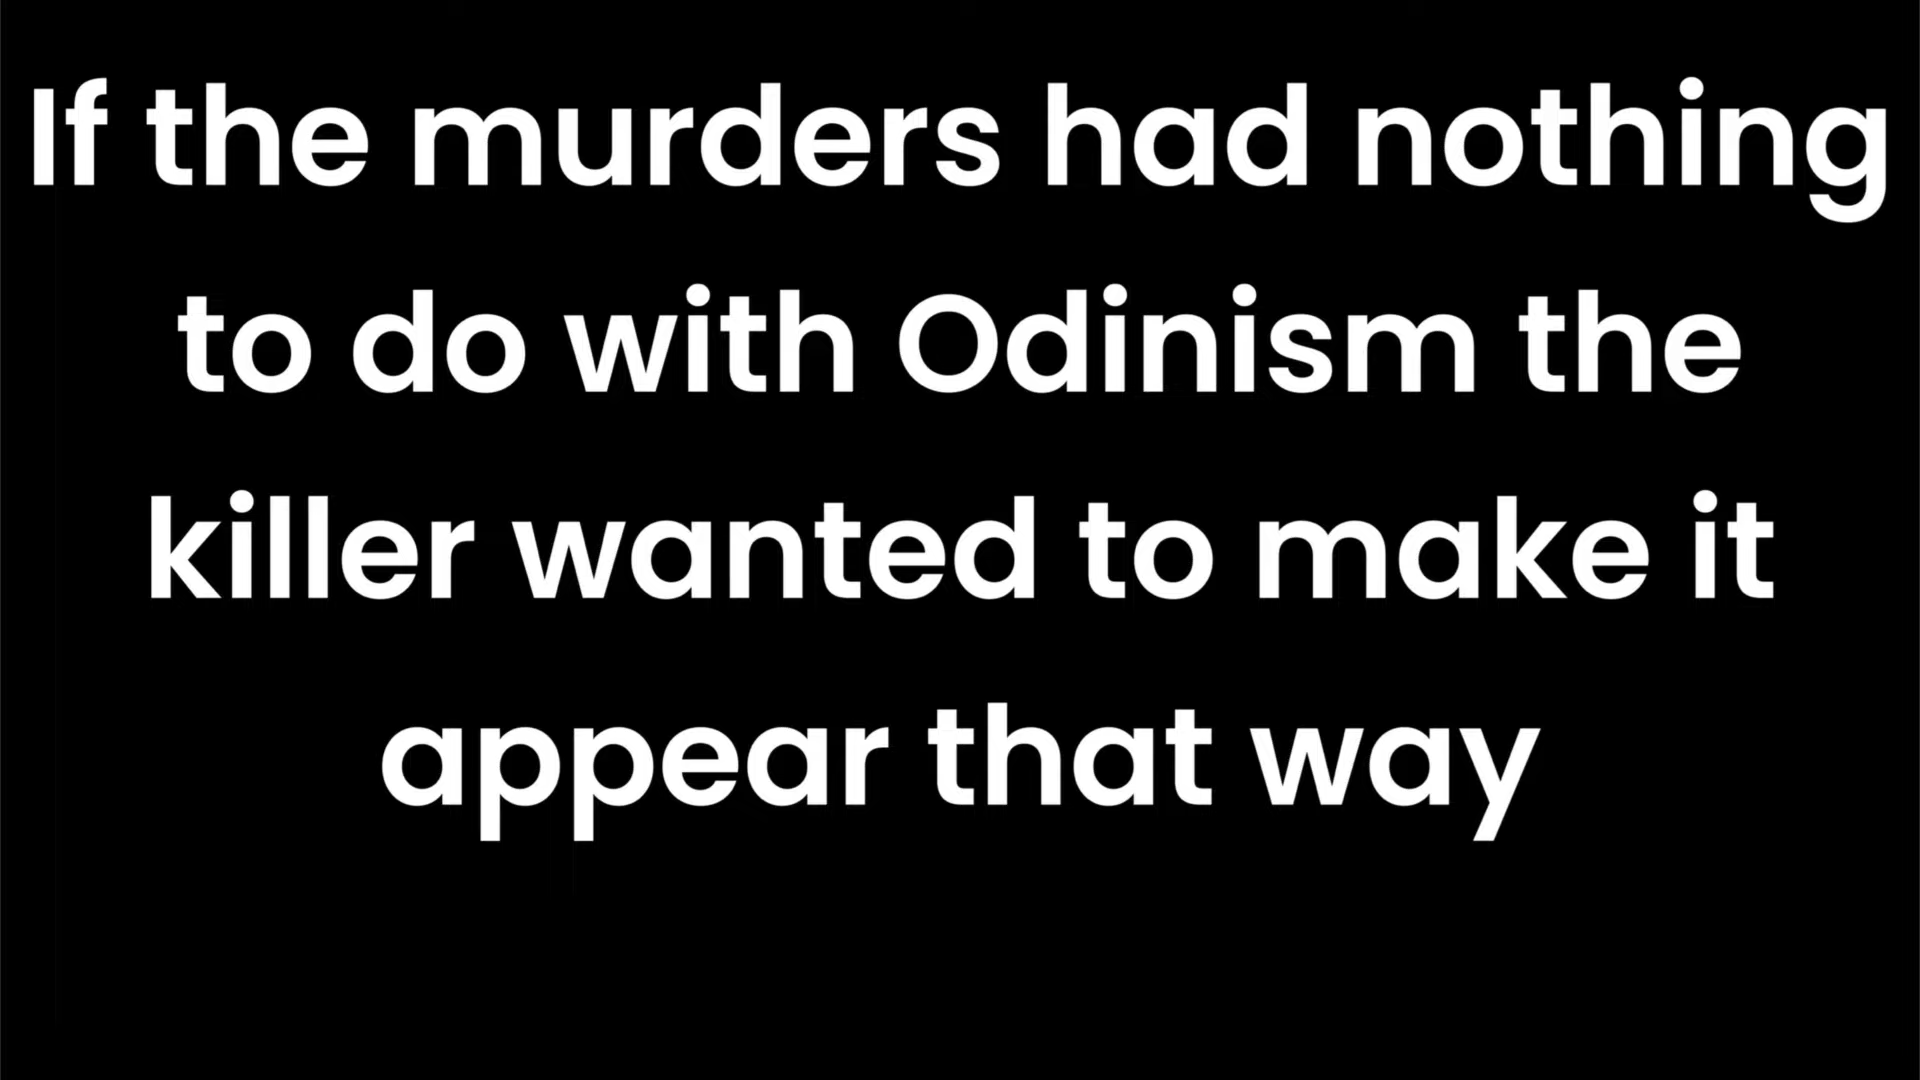 If the murders had nothing
to do with Odinism the
killer wanted to make it
appear that way